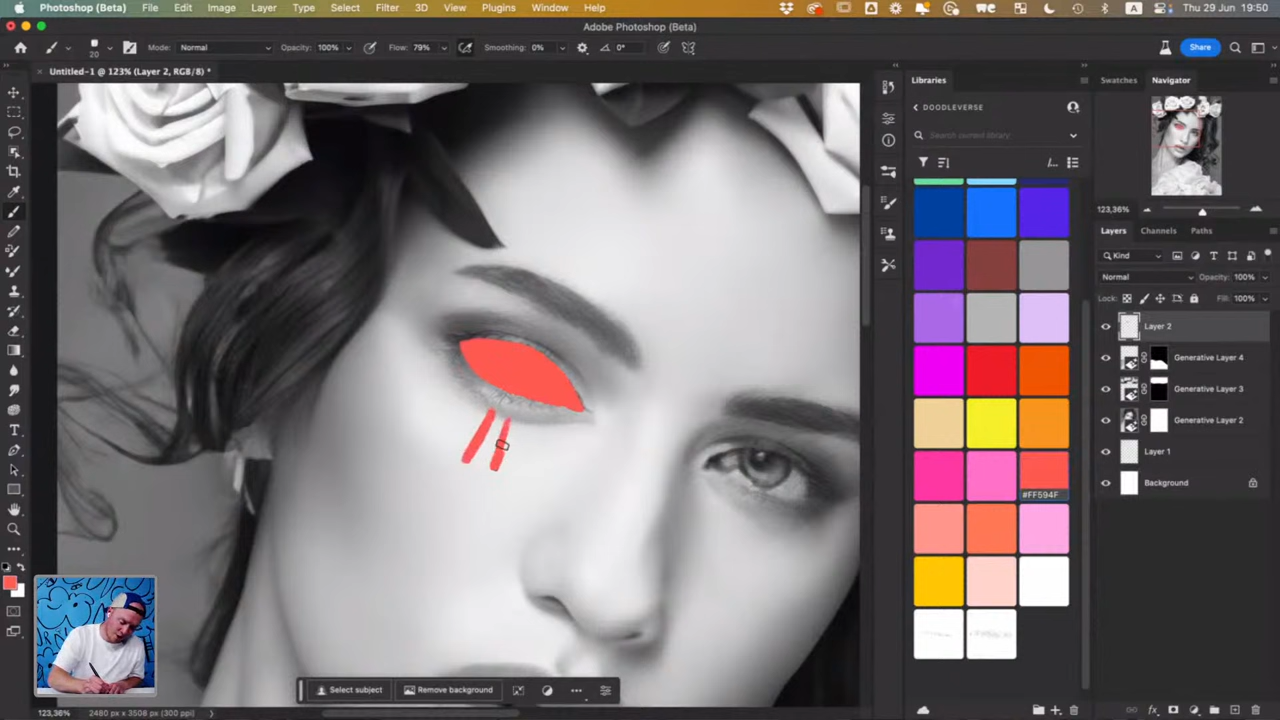 Photoshop (Beta) File Edit Image Layer Type Select Filter 3D View Plugins Window Help A Thu 29 Jun 19:50
Adobe Photoshop (Beta)
20 Mode: Normal Opacity: 100% Flow: 79% Smoothing: 0% 0° Share
× Untitled-1 @ 123% (Layer 2, RGB/8) *
Libraries
Swatches Navigator
DOODLEVERSE
Search current library
123,36%
Layers Channels Paths
Kind
Normal Opacity: 100%
Lock: Fill: 100%
Layer 2
Generative Layer 4
Generative Layer 3
Generative Layer 2
Layer 1
Background
#FF594F
Select subject Remove background
123,36% 2480 px x 3508 px (300 ppi)